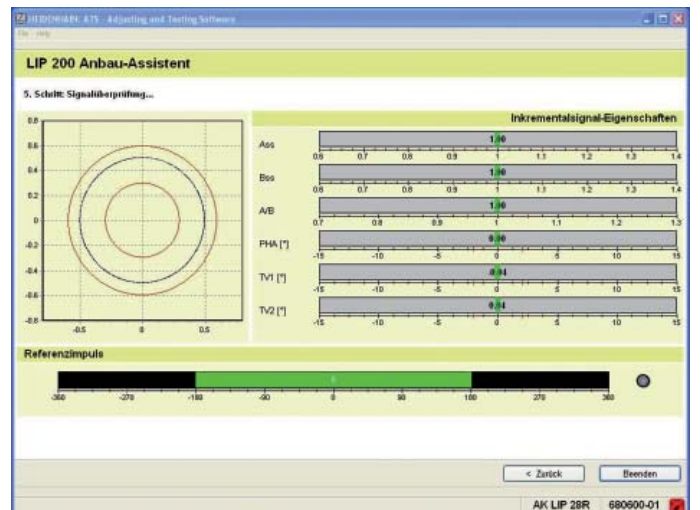 HEIDENHAIN ATS - Adjusting and Testing Software
File Help
LIP 200 Anbau-Assistent
5. Schritt: Signalüberprüfung...
Inkrementalsignal-Eigenschaften
0.8
0.6
0.4
0.2
0
-0.2
-0.4
-0.6
-0.8
-0.5 0 0.5
Ass 1.00
0.6 0.7 0.8 0.9 1 1.1 1.2 1.3 1.4
Bss 1.00
0.6 0.7 0.8 0.9 1 1.1 1.2 1.3 1.4
A/B 1.00
0.7 0.8 0.9 1 1.1 1.2 1.3
PHA [°] 0.00
-15 -10 -5 0 5 10 15
TV1 [°] -0.04
-15 -10 -5 0 5 10 15
TV2 [°] 0.04
-15 -10 -5 0 5 10 15
Referenzimpuls
-360 -270 -180 -90 0 90 180 270 360
< Zurück Beenden
AK LIP 28R 680600-01